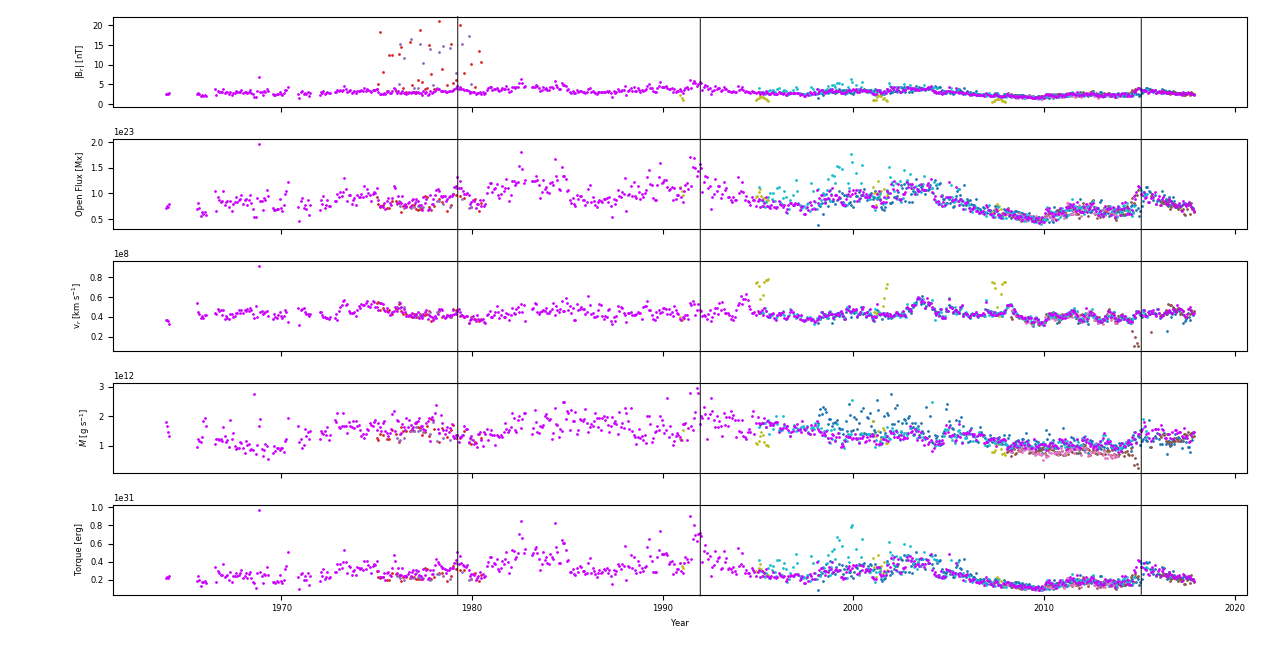 |Bᵣ| [nT]
20
15
10
5
0
1e23
Open Flux [Mx]
2.0
1.5
1.0
0.5
1e8
vᵣ [km s⁻¹]
0.8
0.6
0.4
0.2
1e12
Ṁ [g s⁻¹]
3
2
1
1e31
Torque [erg]
1.0
0.8
0.6
0.4
0.2
1970
1980
1990
2000
2010
2020
Year